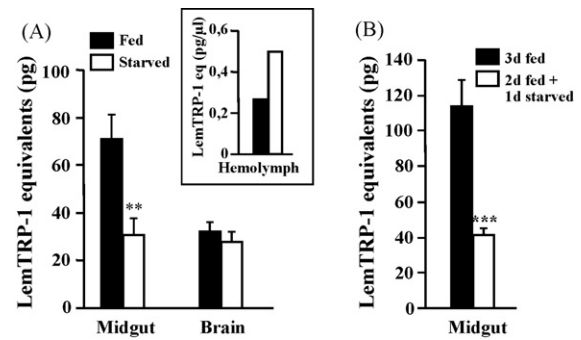 (A)
Fed
Starved
LemTRP-1 equivalents (pg)
100
80
60
40
20
0
**
Midgut
Brain
LemTRP-1 eq (pg/µl)
0,6
0,4
0,2
0
Hemolymph
(B)
3d fed
2d fed +
1d starved
LemTRP-1 equivalents (pg)
140
120
100
80
60
40
20
0
***
Midgut